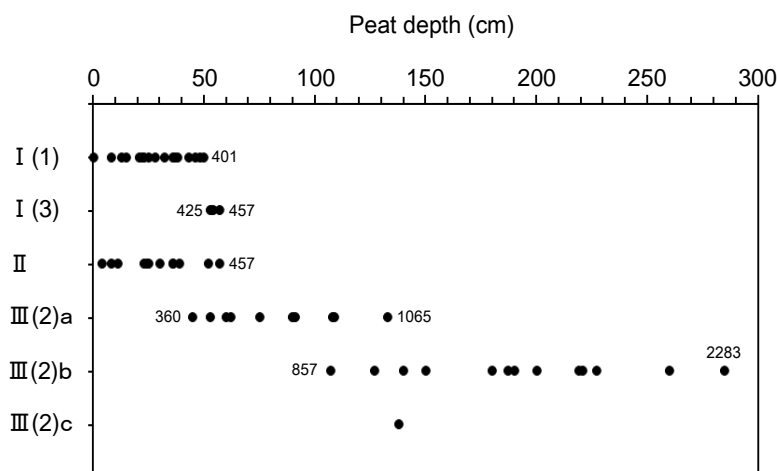 Peat depth (cm)
0 50 100 150 200 250 300
Ⅰ(1) 401
Ⅰ(3) 425 457
Ⅱ 457
Ⅲ(2)a 360 1065
2283
Ⅲ(2)b 857
Ⅲ(2)c